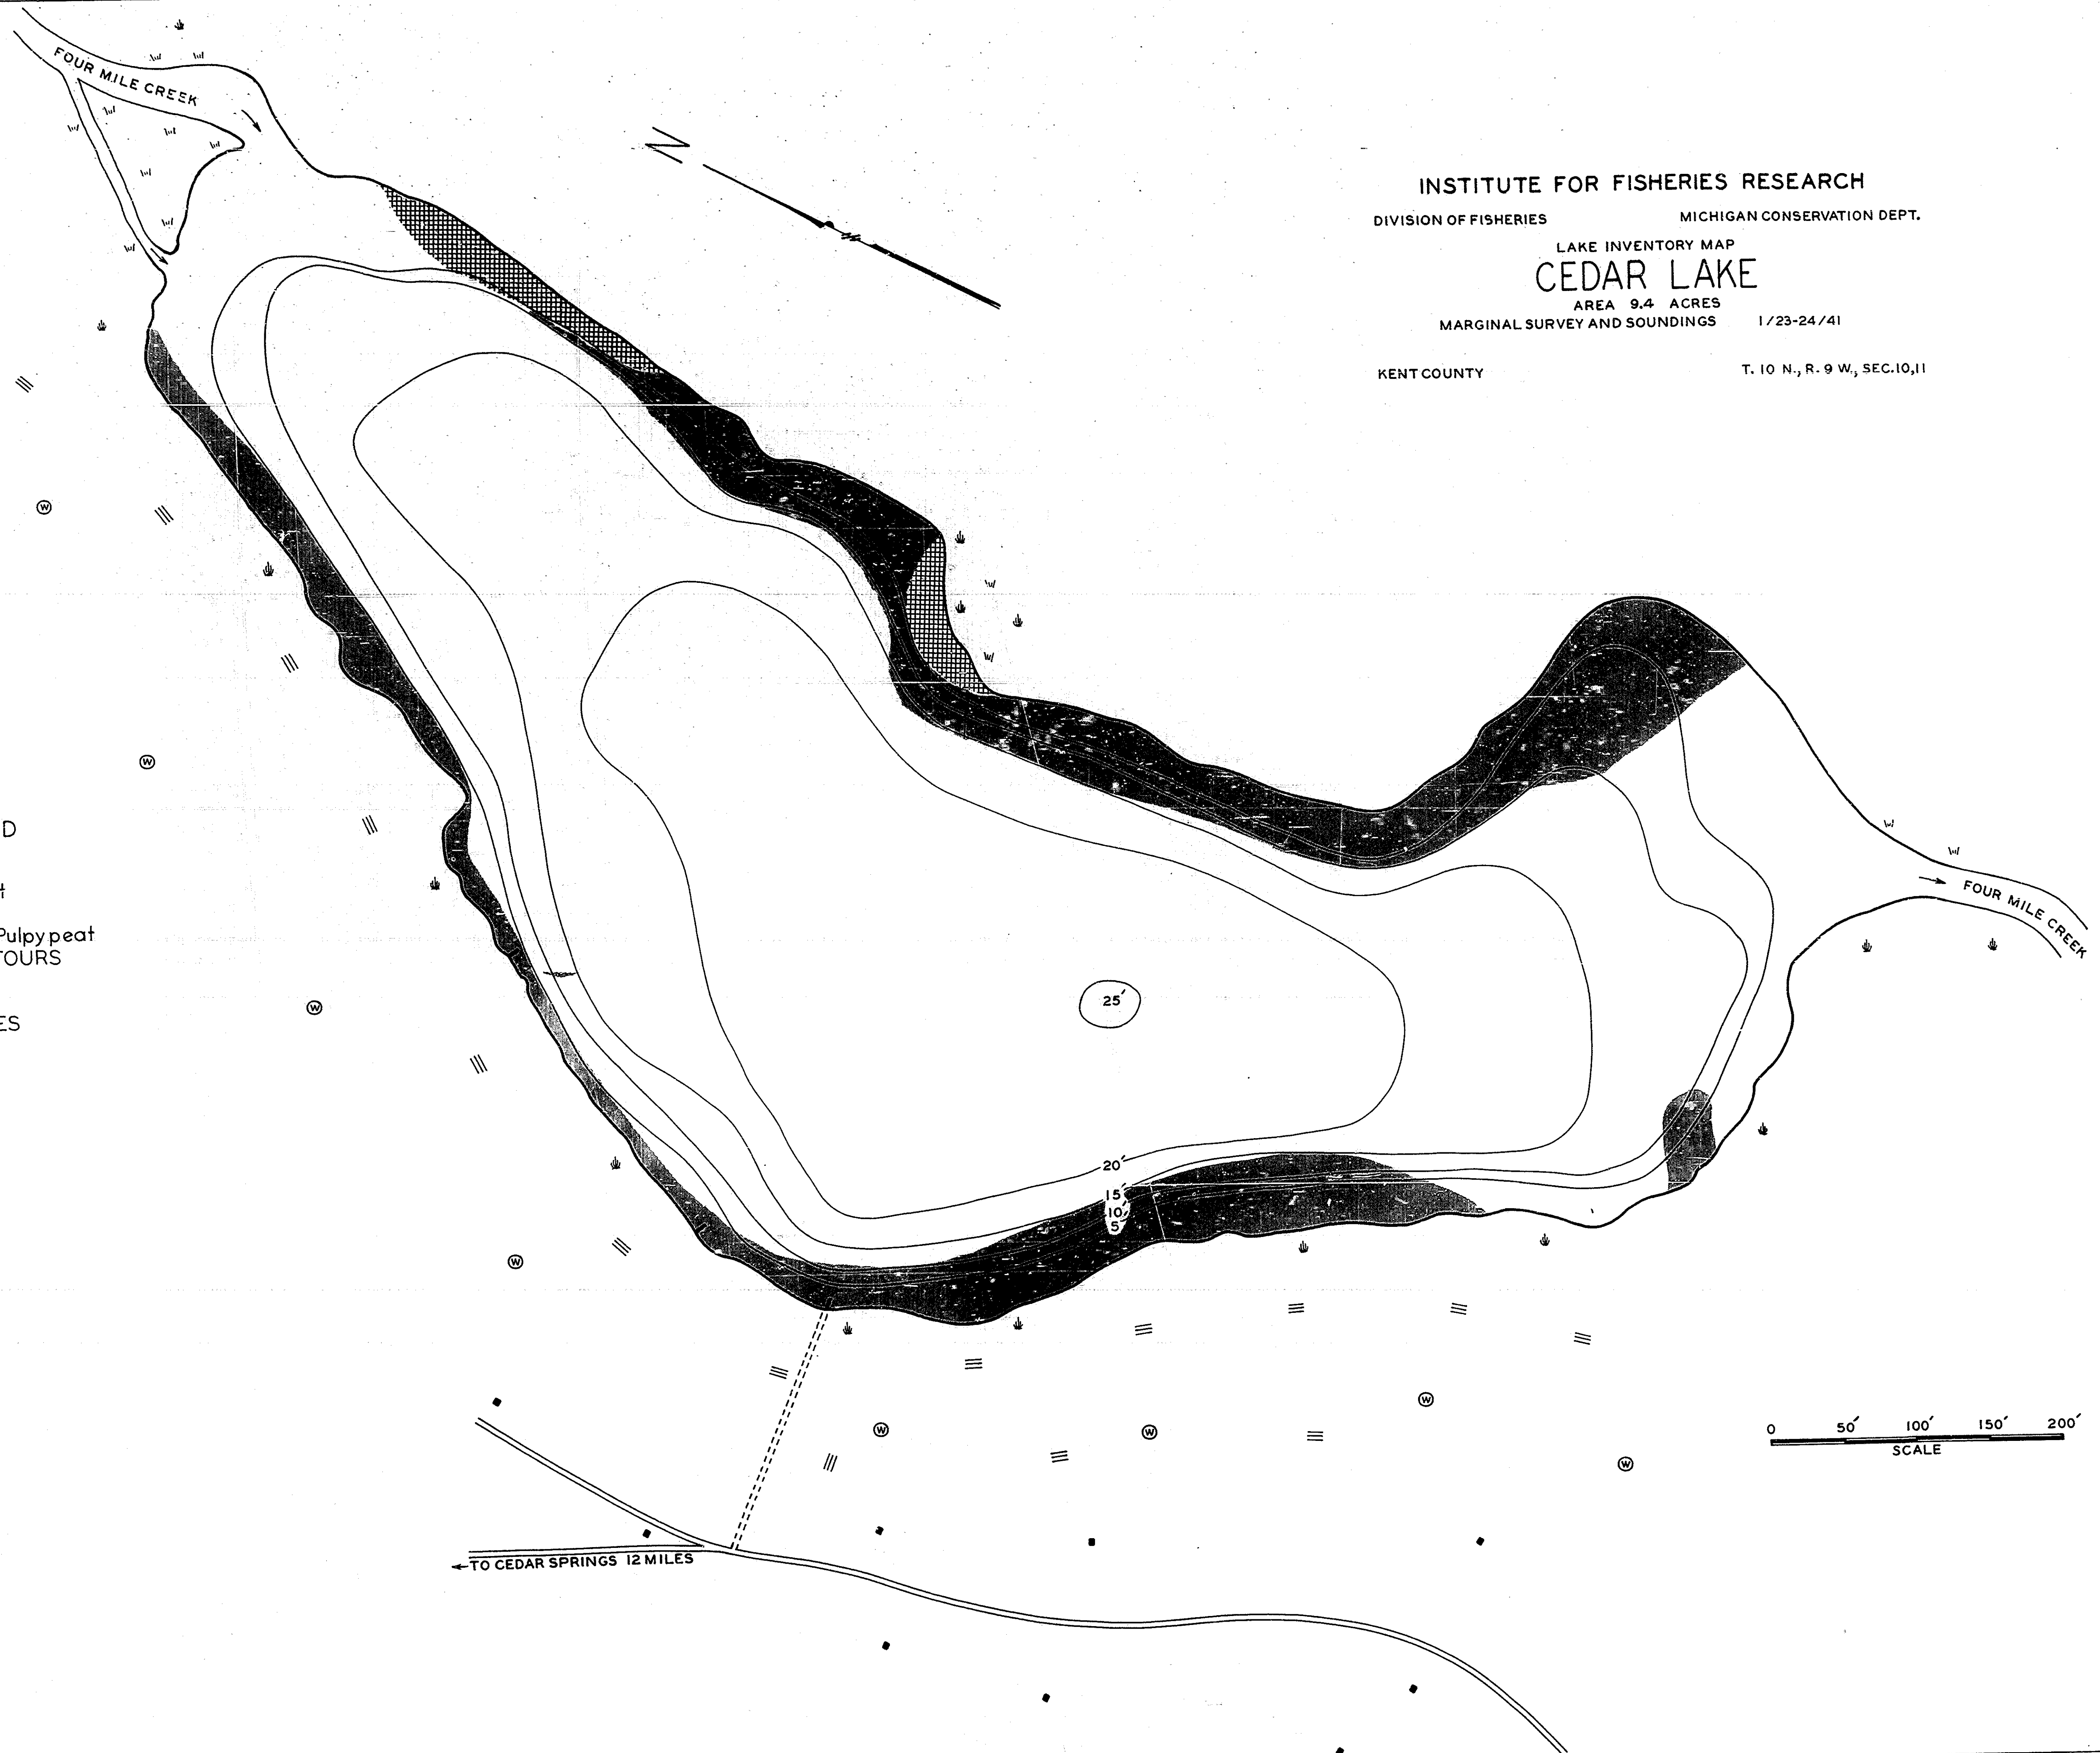 FOUR MILE CREEK
N
INSTITUTE FOR FISHERIES RESEARCH
DIVISION OF FISHERIES MICHIGAN CONSERVATION DEPT.
LAKE INVENTORY MAP
CEDAR LAKE
AREA 9.4 ACRES
MARGINAL SURVEY AND SOUNDINGS 1/23-24/41
KENT COUNTY T. 10 N., R. 9 W., SEC. 10,11
W
W
D
Pulpy peat
TOURS
FOUR MILE CREEK
25′
W
ES
20′
15′
10′
5′
W
W
W
W
W
0 50′ 100′ 150′ 200′
SCALE
←TO CEDAR SPRINGS 12 MILES